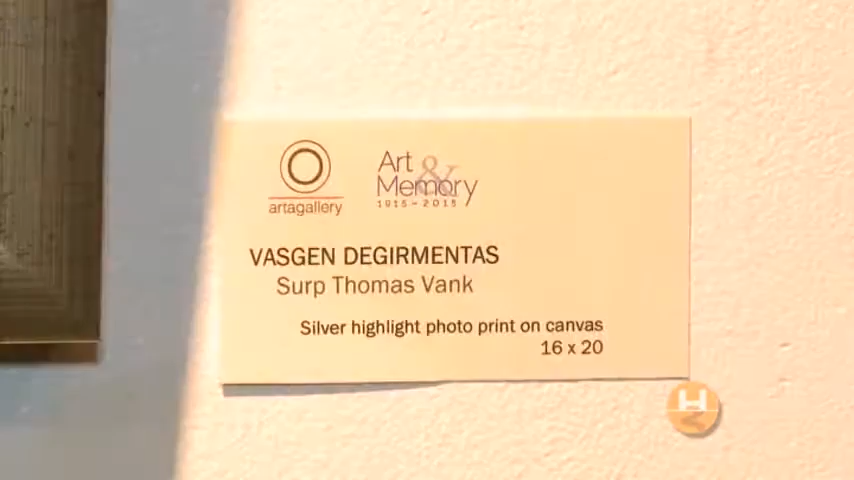 artagallery
Art
&
Memory
1915-2015
VASGEN DEGIRMENTAS
Surp Thomas Vank
Silver highlight photo print on canvas
16 x 20
H